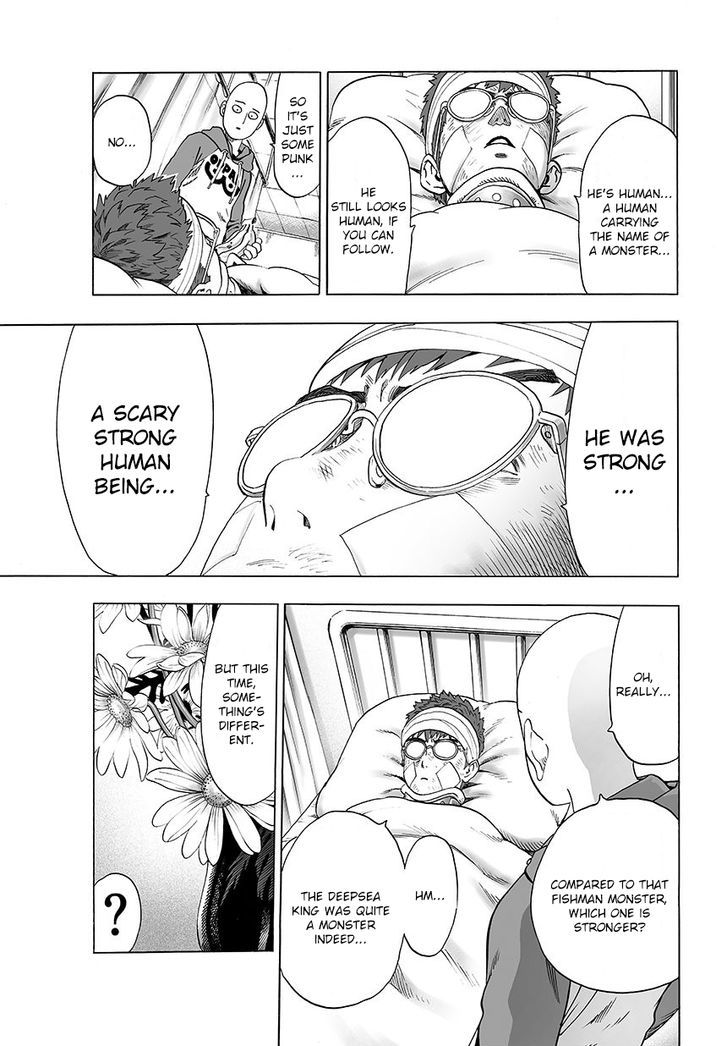 HE'S HUMAN...
A HUMAN
CARRYING
THE NAME OF
A MONSTER...
HE
STILL LOOKS
HUMAN, IF
YOU CAN
FOLLOW.
SO
IT'S
JUST
SOME
PUNK
...
NO...
OPPAI
HE WAS
STRONG
...
A SCARY
STRONG
HUMAN
BEING...
OH,
REALLY...
COMPARED TO THAT
FISHMAN MONSTER,
WHICH ONE IS
STRONGER?
HM...
THE DEEPSEA
KING WAS QUITE
A MONSTER
INDEED...
BUT THIS
TIME,
SOME-
THING'S
DIFFER-
ENT.
?